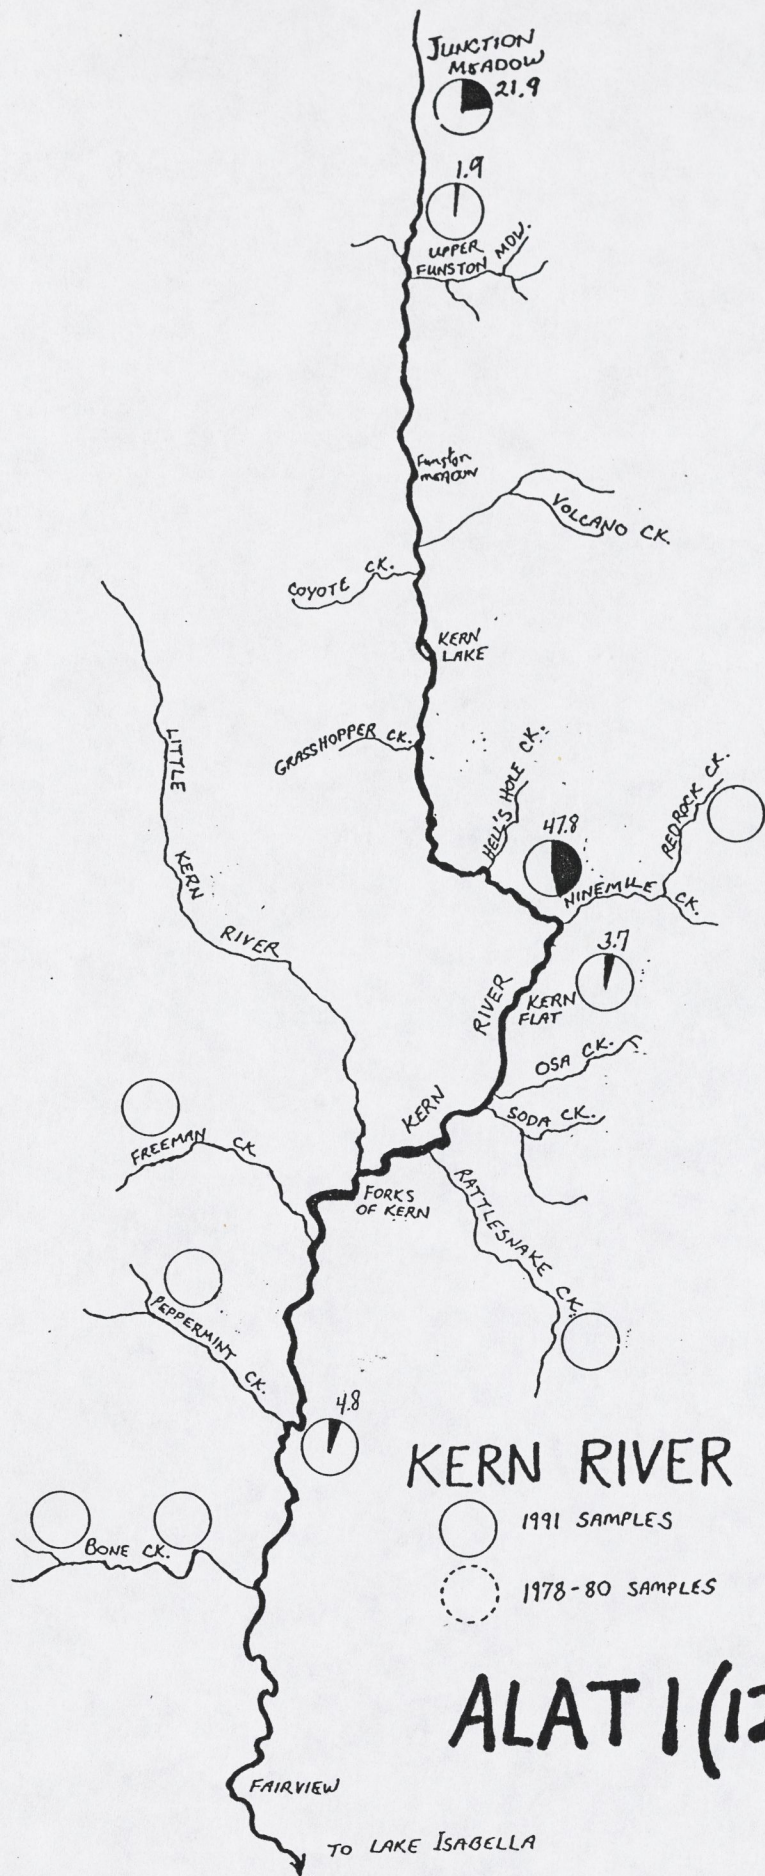 JUNCTION
MEADOW
21.9
1.9
UPPER
FUNSTON MDW.
Funston
MEADOW
VOLCANO CK.
COYOTE CK.
KERN
LAKE
GRASSHOPPER CK.
HELL'S HOLE CK.
REDROCK CK.
47.8
NINEMILE CK.
LITTLE KERN RIVER
3.7
KERN
FLAT
KERN RIVER
OSA CK.
SODA CK.
FREEMAN CK
FORKS
OF KERN
RATTLESNAKE CK.
PEPPERMINT CK.
4.8
KERN RIVER
1991 SAMPLES
BONE CK.
1978-80 SAMPLES
ALAT 1 (12
FAIRVIEW
TO LAKE ISABELLA